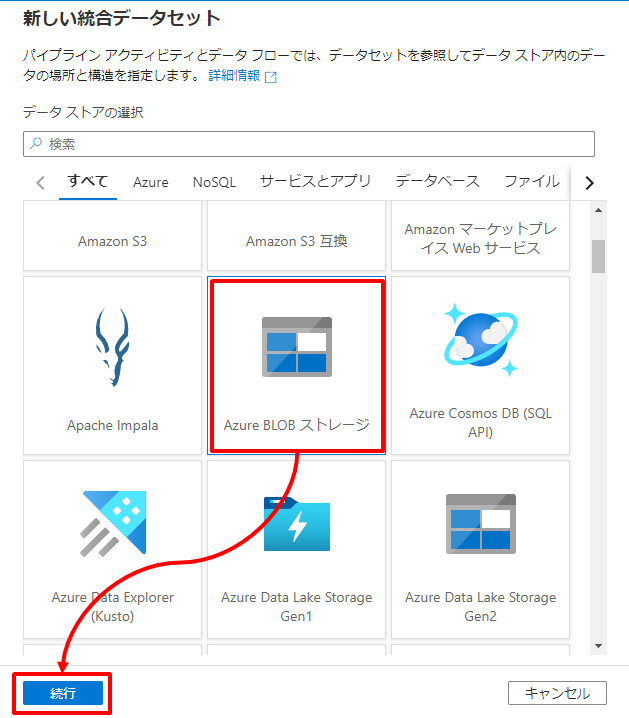 新しい統合データセット
パイプライン アクティビティとデータ フローでは、データセットを参照してデータ ストア内のデー
タの場所と構造を指定します。 詳細情報
データ ストアの選択
検索
すべて Azure NoSQL サービスとアプリ データベース ファイル
Amazon S3
Amazon S3 互換
Amazon マーケットプレ
イス Web サービス
Apache Impala
Azure BLOB ストレージ
Azure Cosmos DB (SQL
API)
Azure Data Explorer
(Kusto)
Azure Data Lake Storage
Gen1
Azure Data Lake Storage
Gen2
続行
キャンセル